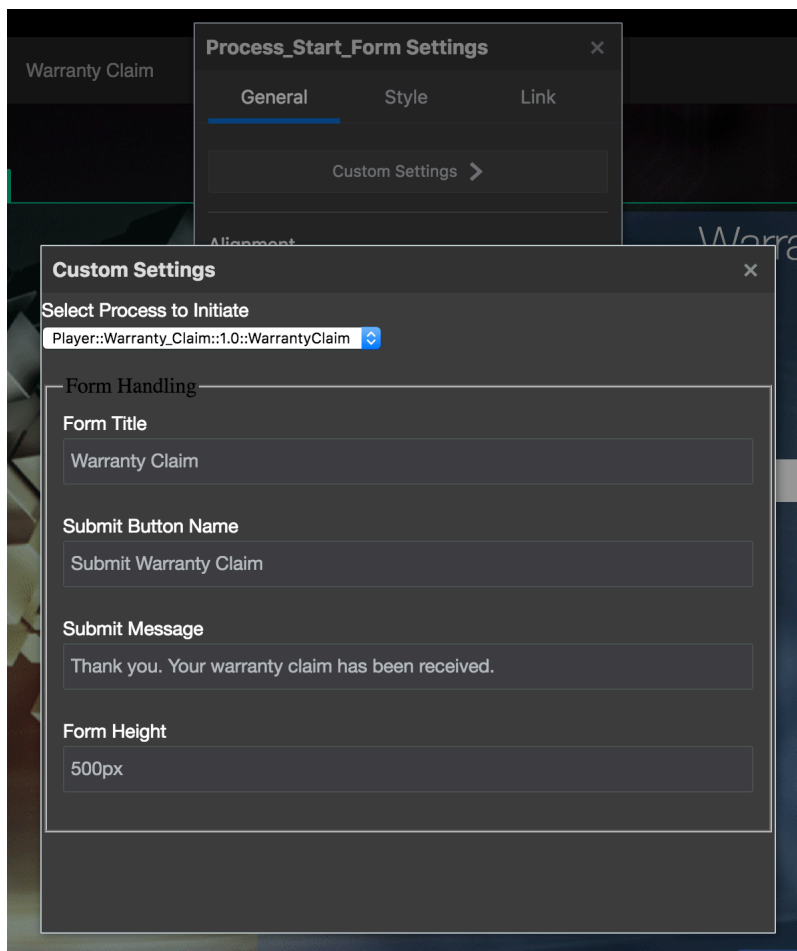 Process_Start_Form Settings
Warranty Claim
General Style Link
Custom Settings
Alignment
Custom Settings
Select Process to Initiate
Player::Warranty_Claim::1.0::WarrantyClaim
Form Handling
Form Title
Warranty Claim
Submit Button Name
Submit Warranty Claim
Submit Message
Thank you. Your warranty claim has been received.
Form Height
500px